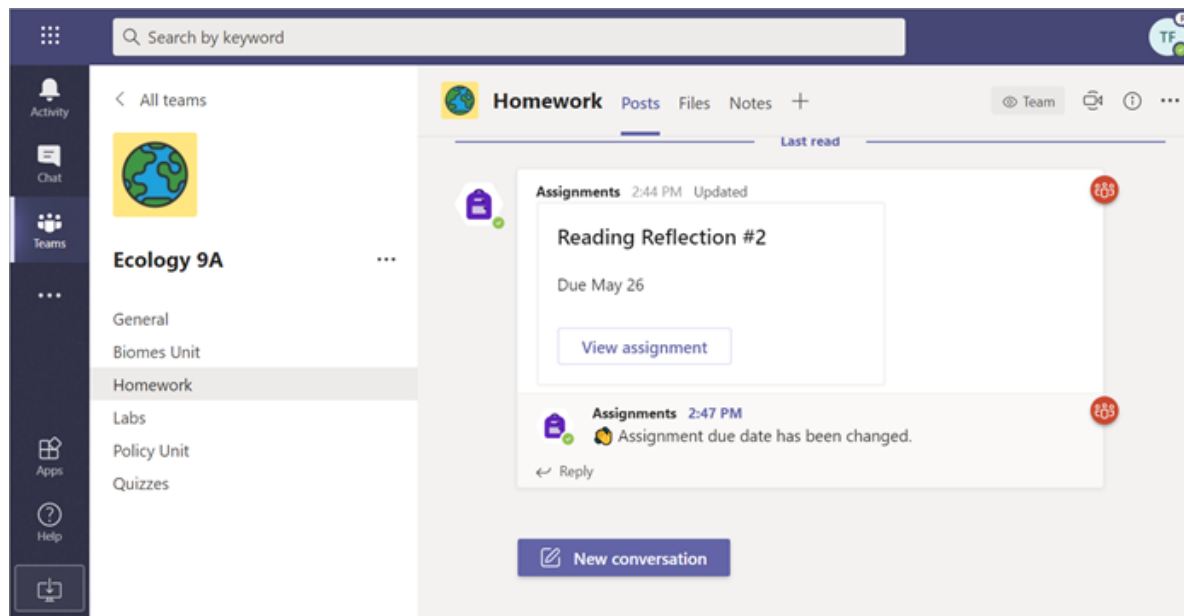 Search by keyword
TF
Activity
Chat
Teams
Apps
Help
All teams
Ecology 9A
General
Biomes Unit
Homework
Labs
Policy Unit
Quizzes
Homework Posts Files Notes
Team
Last read
Assignments 2:44 PM Updated
Reading Reflection #2
Due May 26
View assignment
Assignments 2:47 PM
Assignment due date has been changed.
Reply
New conversation